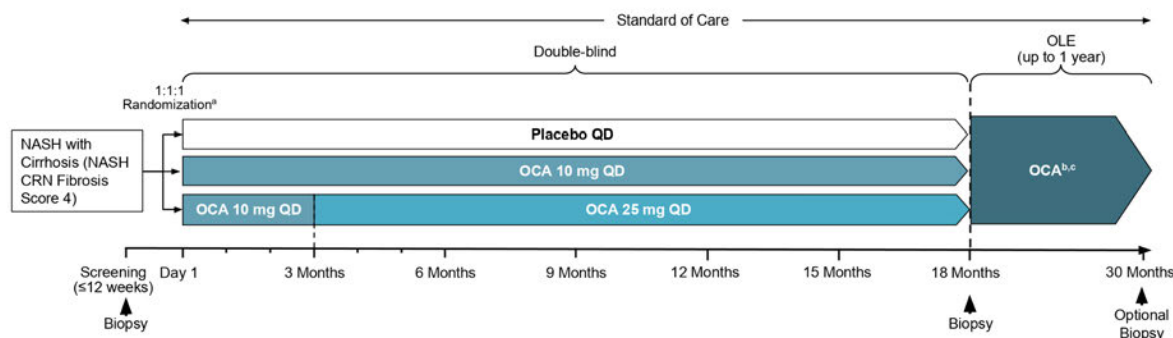 Standard of Care
Double-blind
OLE
(up to 1 year)
1:1:1
Randomizationᵃ
NASH with
Cirrhosis (NASH
CRN Fibrosis
Score 4)
Placebo QD
OCA 10 mg QD
OCAᵇ,ᶜ
OCA 10 mg QD
OCA 25 mg QD
Screening
(≤12 weeks)
Day 1
3 Months
6 Months
9 Months
12 Months
15 Months
18 Months
30 Months
Biopsy
Biopsy
Optional
Biopsy